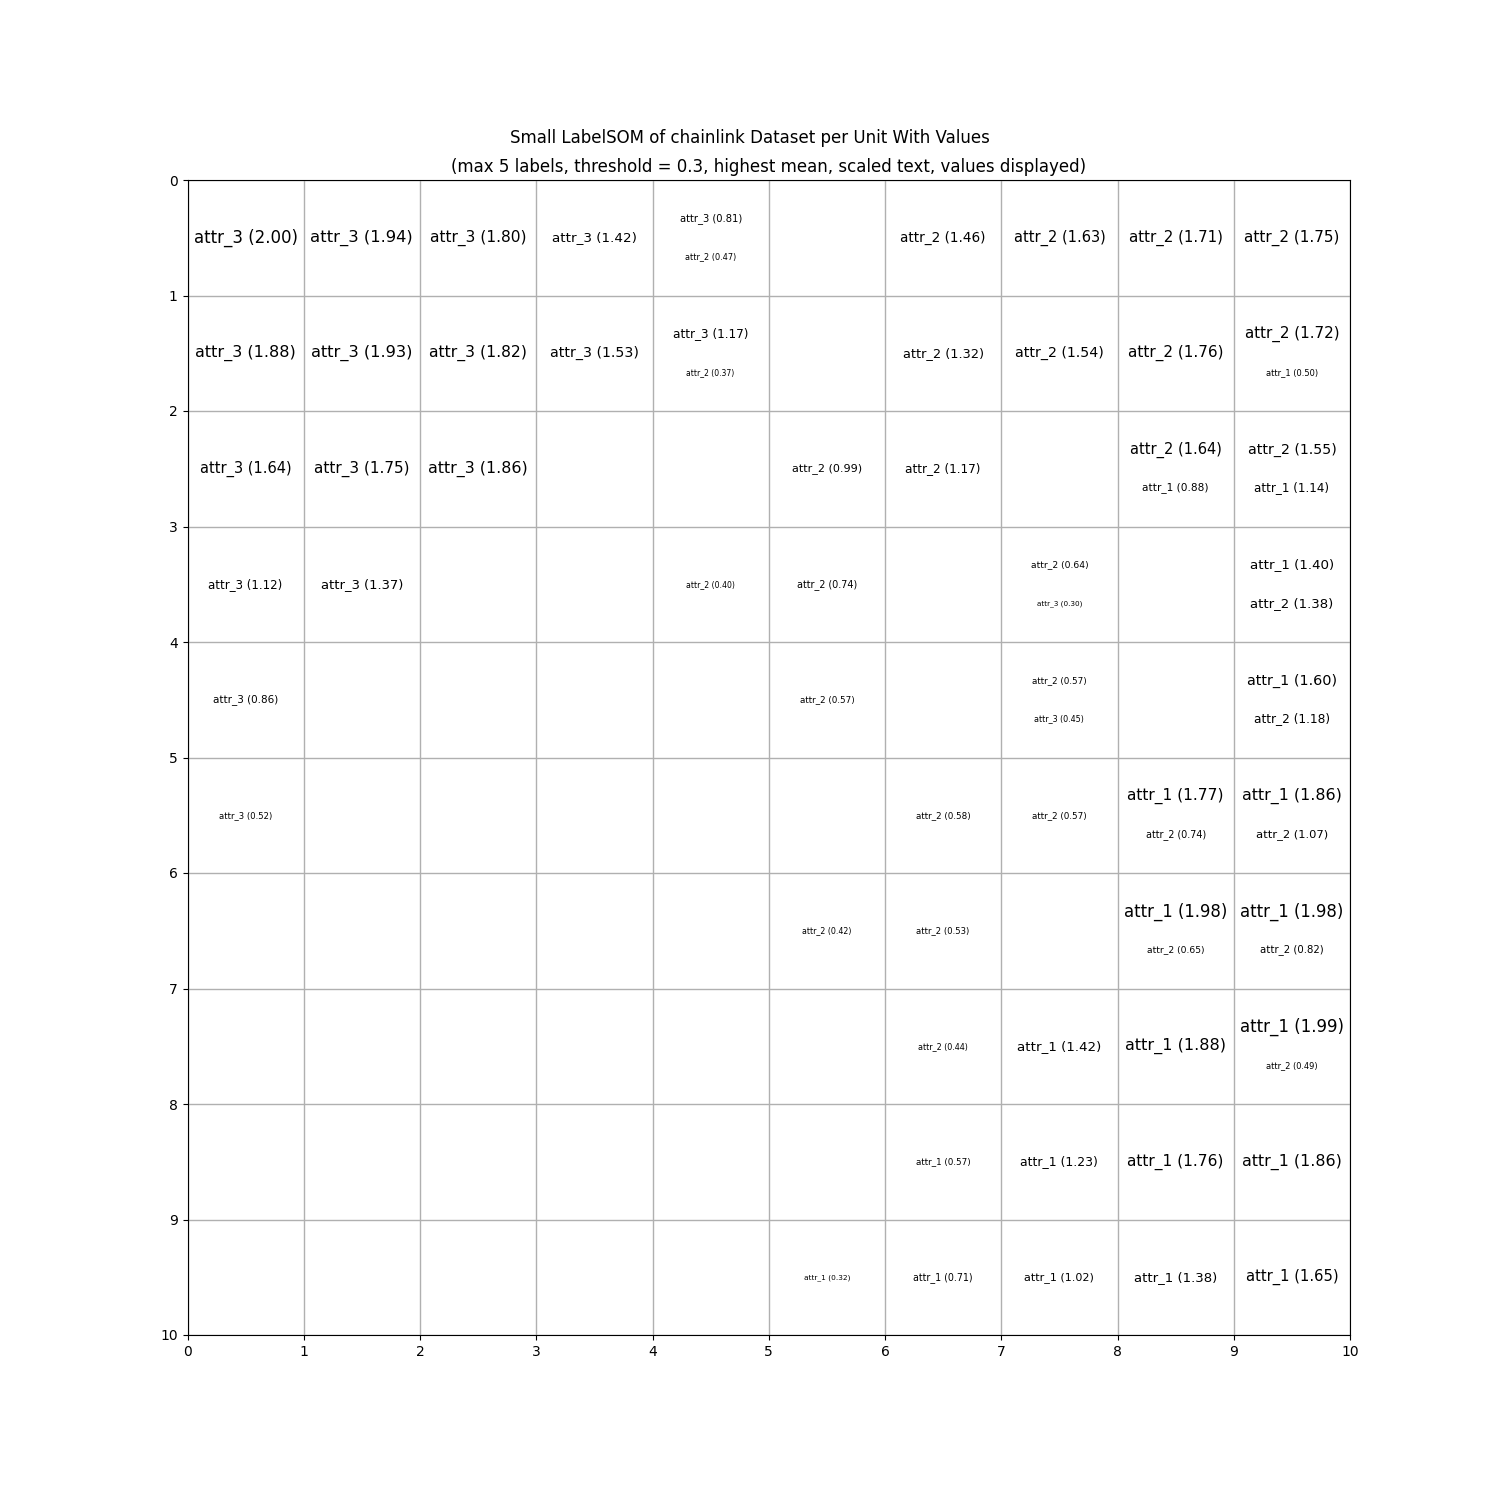 Small LabelSOM of chainlink Dataset per Unit With Values
(max 5 labels, threshold = 0.3, highest mean, scaled text, values displayed)
0
attr_3 (2.00) attr_3 (1.94) attr_3 (1.80) attr_3 (1.42) attr_3 (0.81) attr_2 (1.46) attr_2 (1.63) attr_2 (1.71) attr_2 (1.75)
attr_2 (0.47)
1
attr_3 (1.88) attr_3 (1.93) attr_3 (1.82) attr_3 (1.53) attr_3 (1.17) attr_2 (1.32) attr_2 (1.54) attr_2 (1.76) attr_2 (1.72)
attr_2 (0.37) attr_1 (0.50)
2
attr_3 (1.64) attr_3 (1.75) attr_3 (1.86) attr_2 (0.99) attr_2 (1.17) attr_2 (1.64) attr_2 (1.55)
attr_1 (0.88) attr_1 (1.14)
3
attr_3 (1.12) attr_3 (1.37) attr_2 (0.40) attr_2 (0.74) attr_2 (0.64) attr_1 (1.40)
attr_3 (0.30) attr_2 (1.38)
4
attr_3 (0.86) attr_2 (0.57) attr_2 (0.57) attr_1 (1.60)
attr_3 (0.45) attr_2 (1.18)
5
attr_3 (0.52) attr_2 (0.58) attr_2 (0.57) attr_1 (1.77) attr_1 (1.86)
attr_2 (0.74) attr_2 (1.07)
6
attr_2 (0.42) attr_2 (0.53) attr_1 (1.98) attr_1 (1.98)
attr_2 (0.65) attr_2 (0.82)
7
attr_2 (0.44) attr_1 (1.42) attr_1 (1.88) attr_1 (1.99)
attr_2 (0.49)
8
attr_1 (0.57) attr_1 (1.23) attr_1 (1.76) attr_1 (1.86)
9
attr_1 (0.32) attr_1 (0.71) attr_1 (1.02) attr_1 (1.38) attr_1 (1.65)
10
0 1 2 3 4 5 6 7 8 9 10